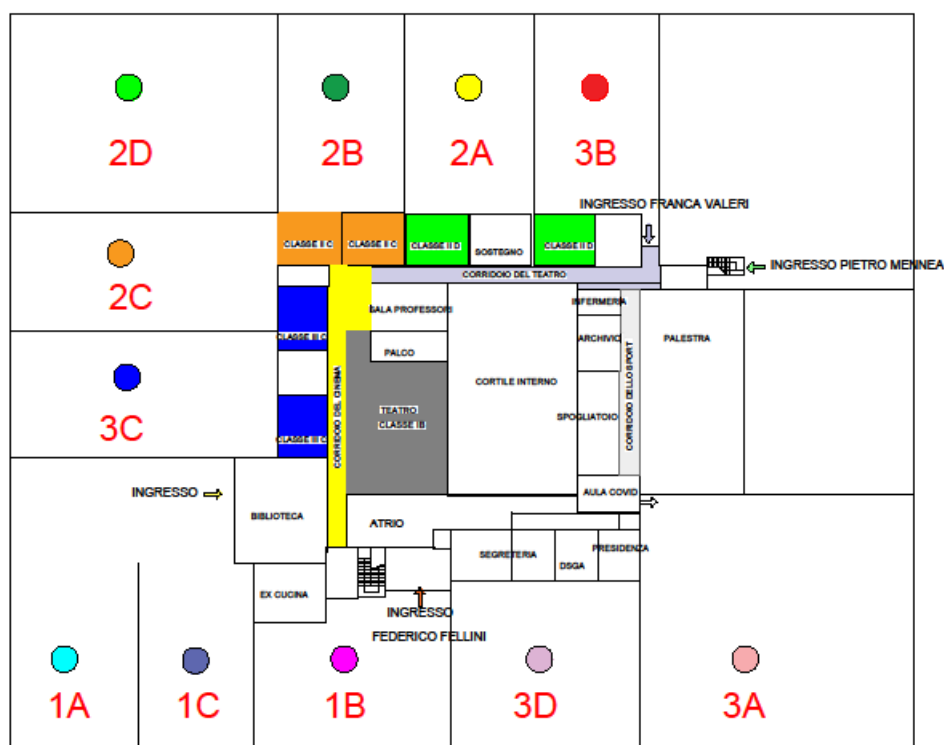 2D
2B
2A
3B
INGRESSO FRANCA VALERI
CLASSE II C
CLASSE II C
CLASSE II D
SOSTEGNO
CLASSE II D
CORRIDOIO DEL TEATRO
INGRESSO PIETRO MENNEA
2C
SALA PROFESSORI
INFERMERIA
CLASSE III C
ARCHIVIO
PALESTRA
PALCO
CORTILE INTERNO
CORRIDOIO DEL CINEMA
CORRIDOIO DELLO SPORT
3C
TEATRO
CLASSE IB
SPOGLIATOIO
CLASSE III C
INGRESSO
AULA COVID
BIBLIOTECA
ATRIO
SEGRETERIA
PRESIDENZA
DSGA
EX CUCINA
INGRESSO
FEDERICO FELLINI
1A
1C
1B
3D
3A